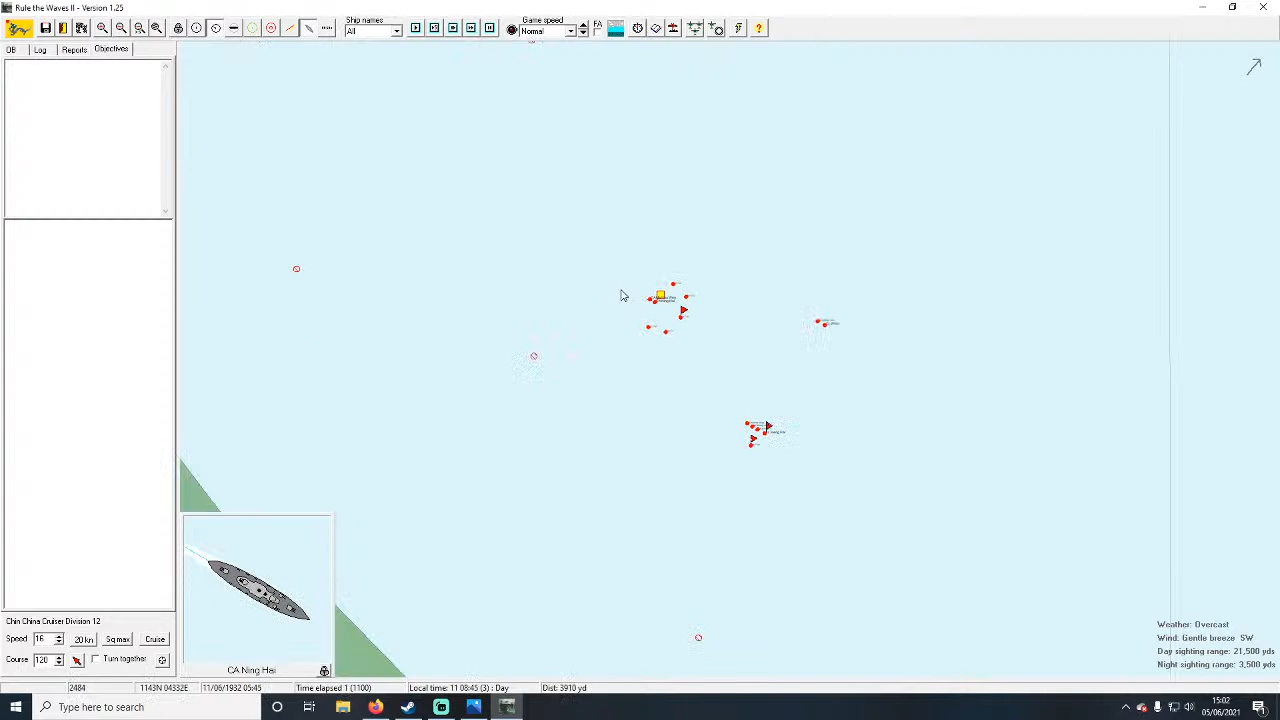 Rule the Waves II - Version 1.25
Ship names
All
Game speed
Normal
FA
OB
Log
Reports
Objectives
Chin China Cruiser Division 12
Speed
16
20 kn
Sq max
Cruise
Course
120
Turn together
CA Ning Hai
Weather: Overcast
Wind: Gentle breeze SW
Day sighting range: 21,500 yds
Night sighting range: 3,500 yds
2484
1143N 04332E
11/06/1932 05:45
Time elapsed 1 (1100)
Local time: 11 08:45 (3) : Day
Dist: 3910 yd
Type here to search
15:02
05/06/2021